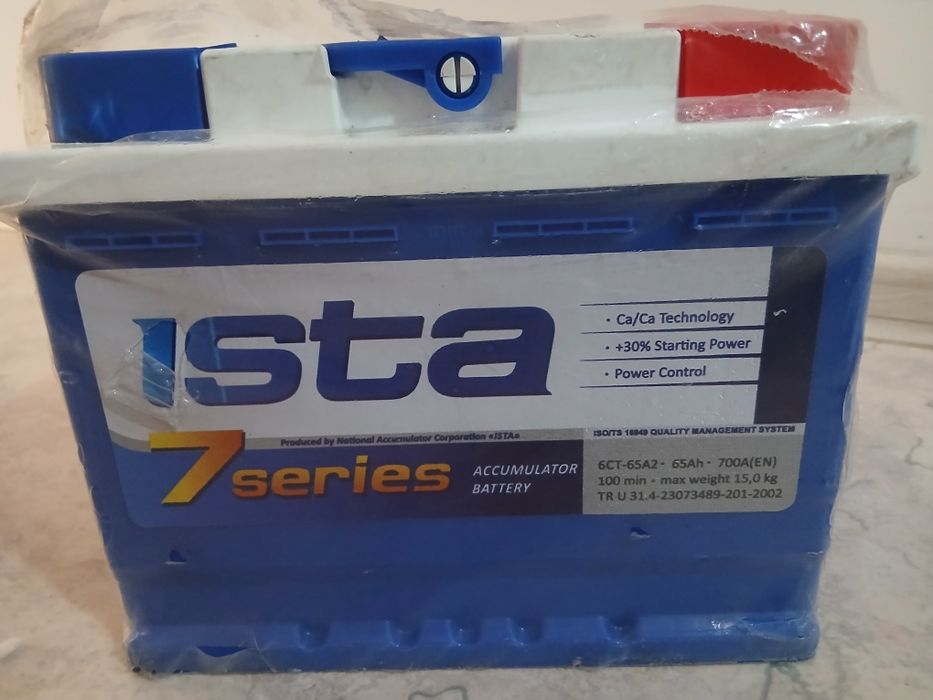 ısta
• Ca/Ca Technology
• +30% Starting Power
• Power Control
7 series
Produced by National Accumulator Corporation «ISTA»
ACCUMULATOR
BATTERY
ISO/TS 16949 QUALITY MANAGEMENT SYSTEM
6CT-65A2 • 65Ah • 700A(EN)
100 min • max weight 15,0 kg
TR U 31.4-23073489-201-2002